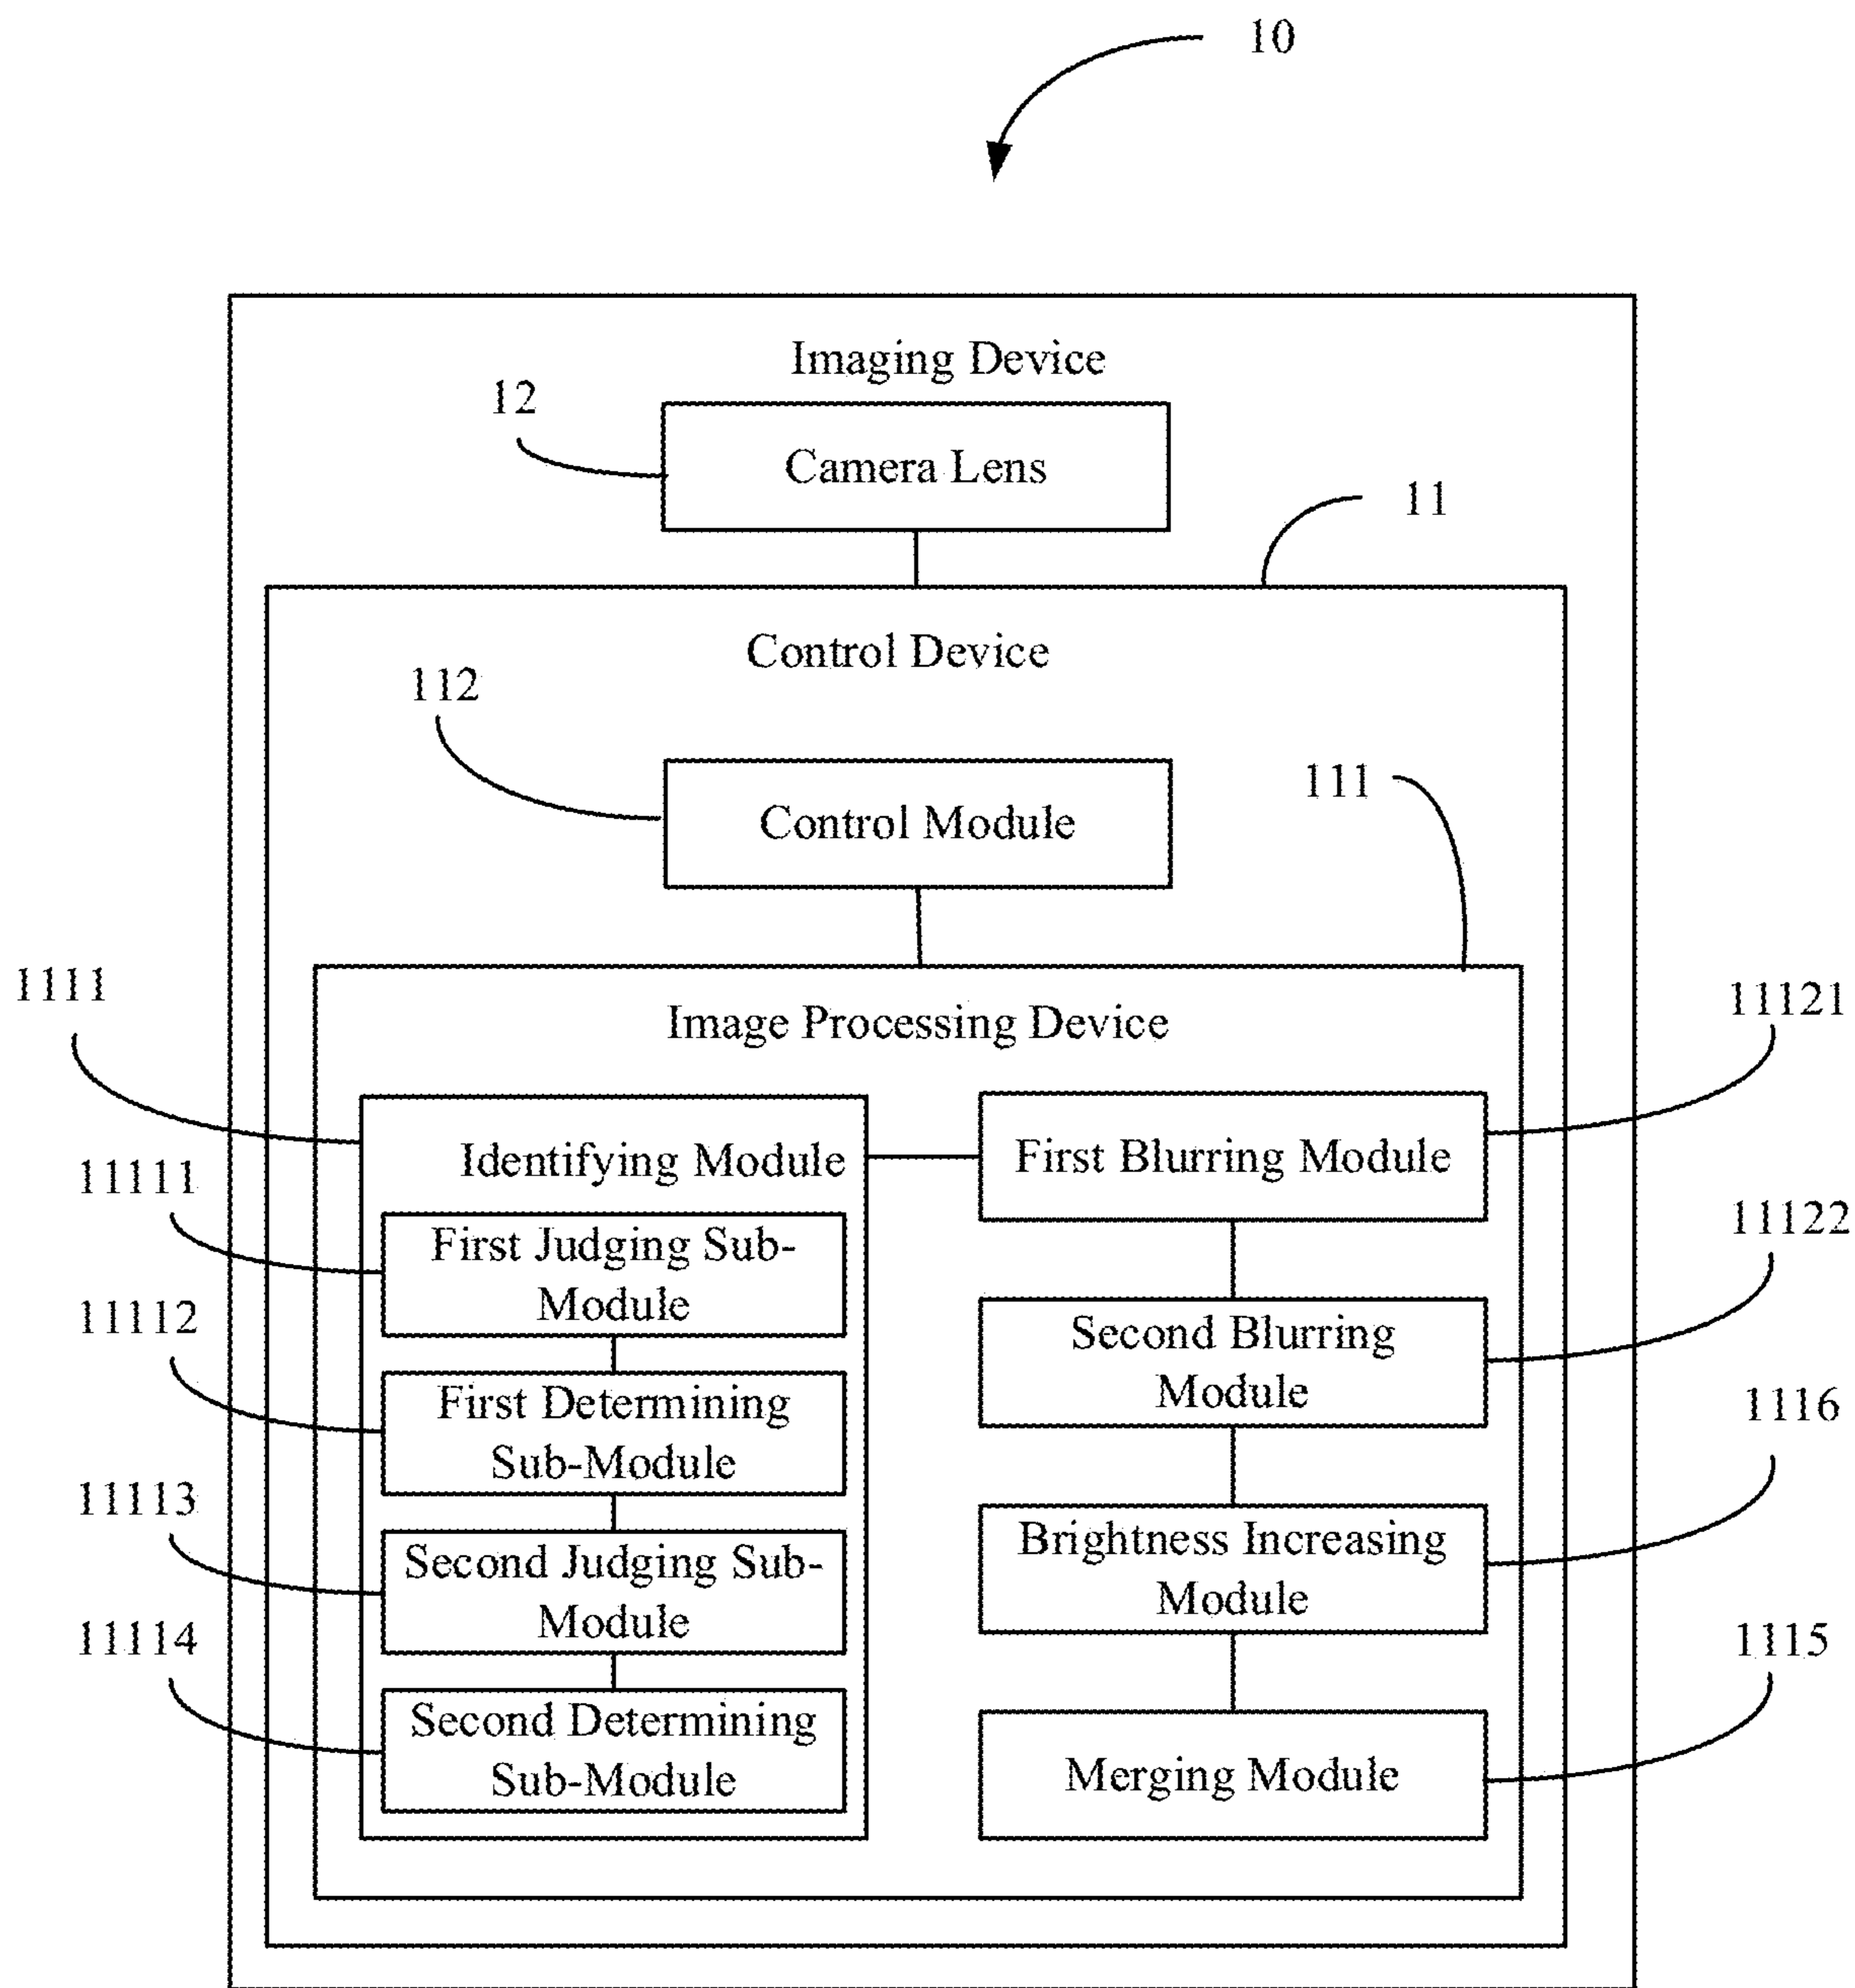 10
Imaging Device
12
Camera Lens
11
Control Device
112
Control Module
111
1111
Image Processing Device
11121
Identifying Module
First Blurring Module
11111
First Judging Sub-
Module
11122
11112
Second Blurring
Module
First Determining
Sub-Module
1116
11113
Brightness Increasing
Module
Second Judging Sub-
Module
11114
1115
Second Determining
Sub-Module
Merging Module